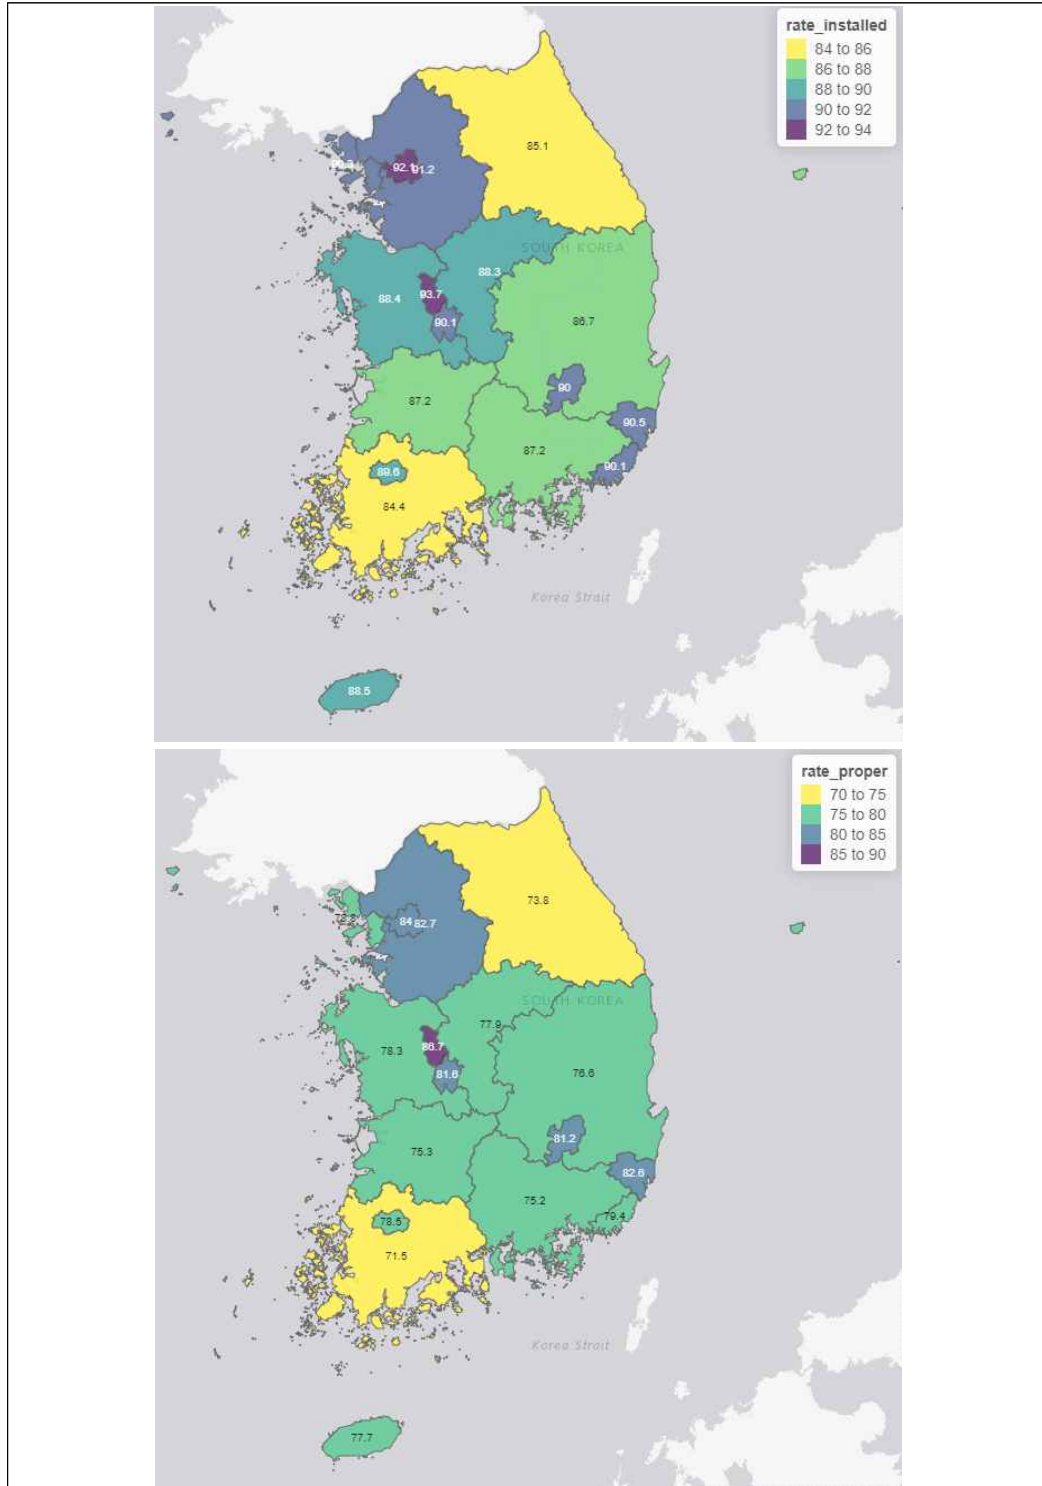 rate_installed
84 to 86
86 to 88
88 to 90
90 to 92
92 to 94
85.1
92.1
91.2
SOUTH KOREA
88.3
88.4
93.7
90.1
86.7
90
87.2
90.5
87.2
90.1
89.6
84.4
Korea Strait
88.5
rate_proper
70 to 75
75 to 80
80 to 85
85 to 90
73.8
84
82.7
SOUTH KOREA
77.9
78.3
86.7
81.6
76.6
81.2
75.3
82.6
75.2
79.4
78.5
71.5
Korea Strait
77.7